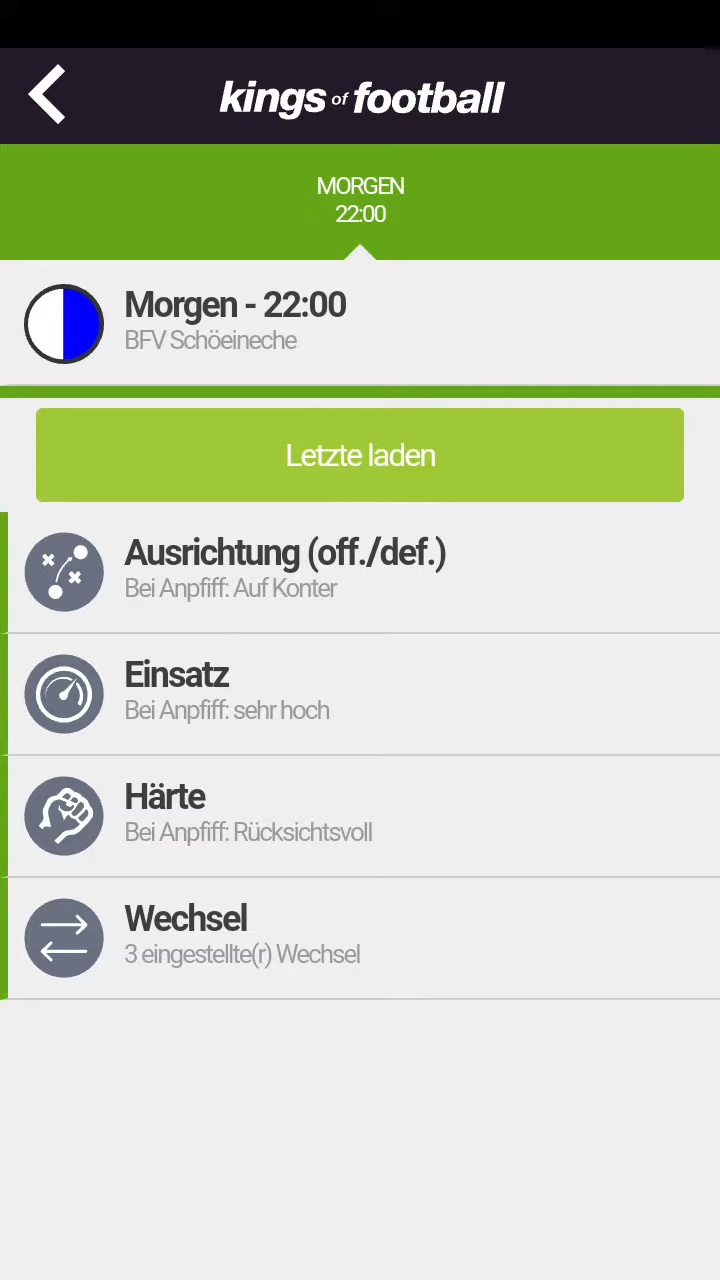 kings of football
MORGEN
22:00
Morgen - 22:00
BFV Schöeineche
Letzte laden
Ausrichtung (off./def.)
Bei Anpfiff: Auf Konter
Einsatz
Bei Anpfiff: sehr hoch
Härte
Bei Anpfiff: Rücksichtsvoll
Wechsel
3 eingestellte(r) Wechsel